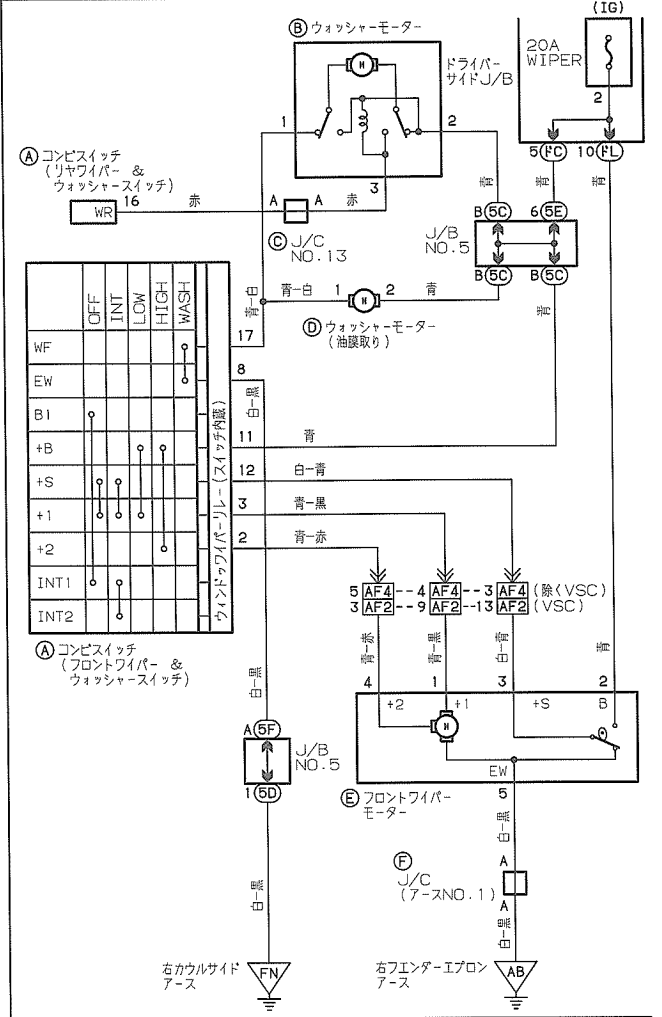 (IG)
Ⓑ ウォッシャーモーター
20A
WIPER
ドライバー
サイドJ/B
M
2
1
2
5 ドC
10 ドL
Ⓐ コンビスイッチ
(リヤワイパー &
ウォッシャースイッチ)
3
青
青
青
WR
16
赤
A
A
赤
B 5C
6 5E
Ⓒ J/C
NO.13
J/B
NO.5
B 5C
B 5C
青-白
青-白
1
M
2
青
青
Ⓓ ウォッシャーモーター
(油膜取り)
OFF
INT
LOW
HIGH
WASH
WF
EW
B1
+B
+S
+1
+2
INT1
INT2
ウィンドゥワイパーリレー(スイッチ内蔵)
17
8
白-黒
11
青
12
白-青
3
青-黒
2
青-赤
5 AF4 -- 4 AF4 -- 3 AF4 (除くVSC)
3 AF2 -- 9 AF2 -- 13 AF2 (VSC)
Ⓐ コンビスイッチ
(フロントワイパー &
ウォッシャースイッチ)
青-赤
青-黒
白-青
青
白-黒
4
1
3
2
+2
+1
+S
B
M
A 5F
J/B
NO.5
1 5D
EW
Ⓔ フロントワイパー
モーター
5
白-黒
Ⓕ
J/C
(アースNO.1)
A
A
白-黒
白-黒
右カウルサイド
アース
FN
右フエンダーエプロン
アース
AB